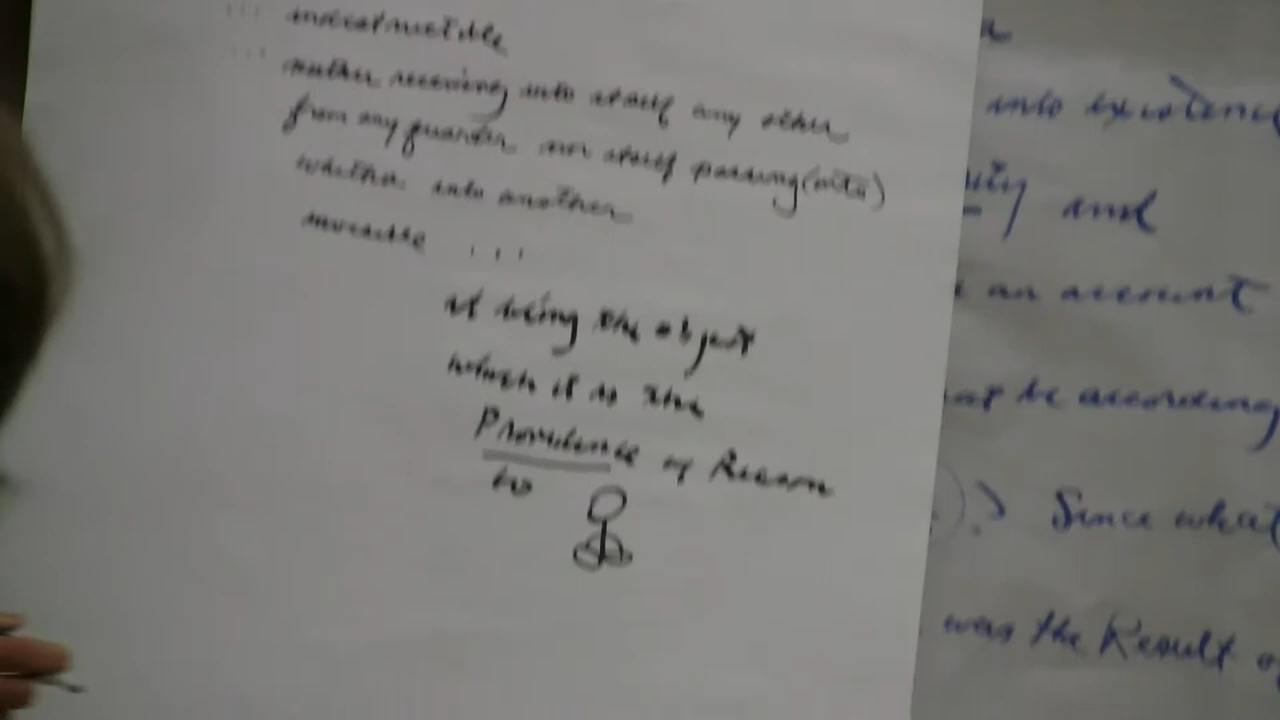 indestructible
neither receiving into itself any other
from any quarter nor itself passing (into)
whither into another
invisible ...
it being the object
which it is the
Providence of Reason
to
into existence
and
an account
be according
Since what
was the Result